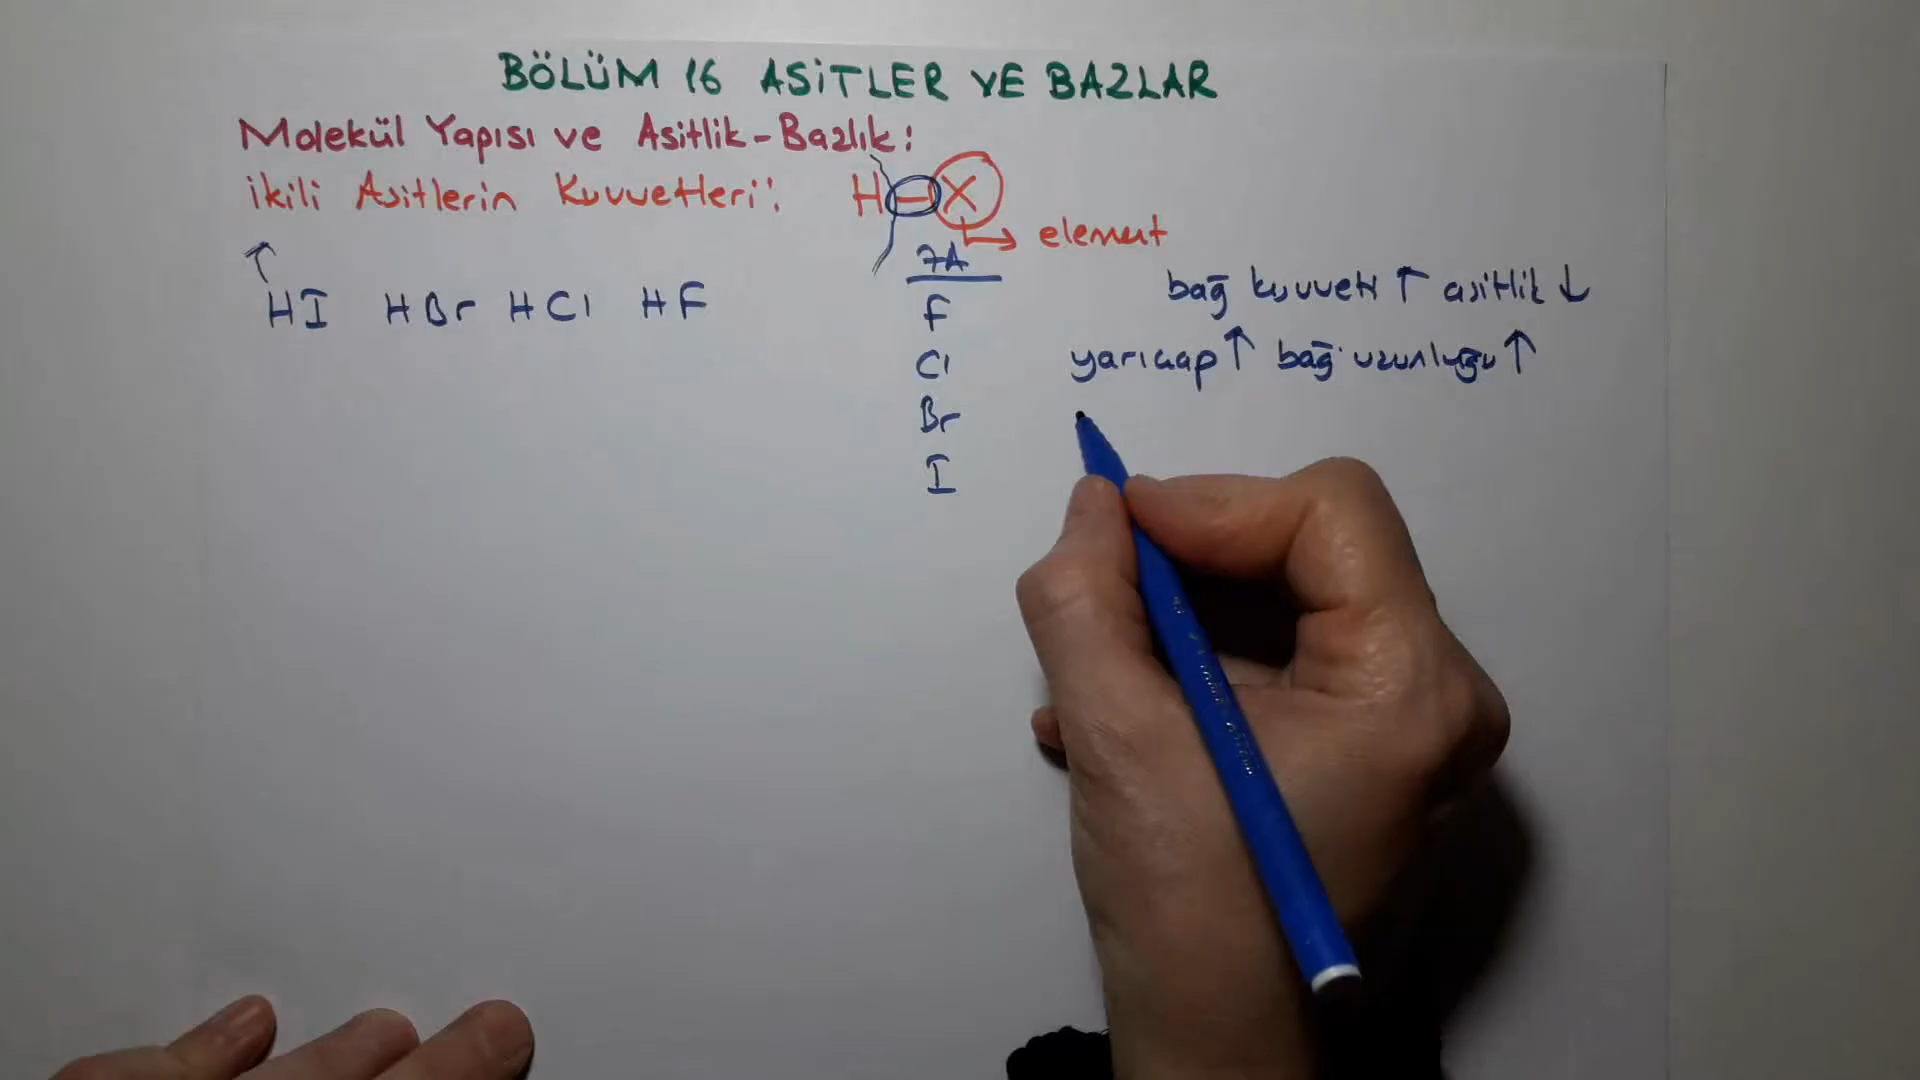 BÖLÜM 16 ASİTLER VE BAZLAR
Molekül Yapısı ve Asitlik-Bazlık:
İkili Asitlerin Kuvvetleri: H-X
element
7A
HI HBr HCl HF
bağ kuvveti ↑ asitlik ↓
F
Cl
yarıçap ↑ bağ uzunluğu ↑
Br
I